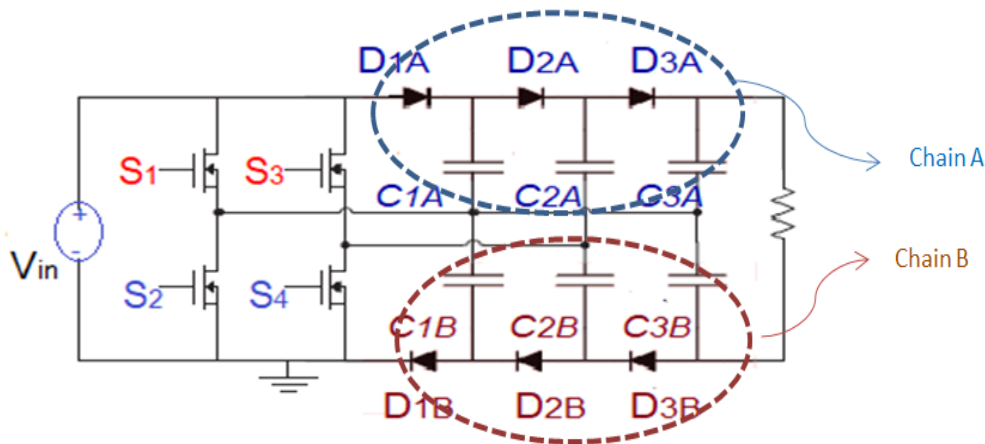 D1A D2A D3A
S1 S3
Chain A
C1A C2A C3A
+
-
Vin
Chain B
S2 S4
C1B C2B C3B
D1B D2B D3B